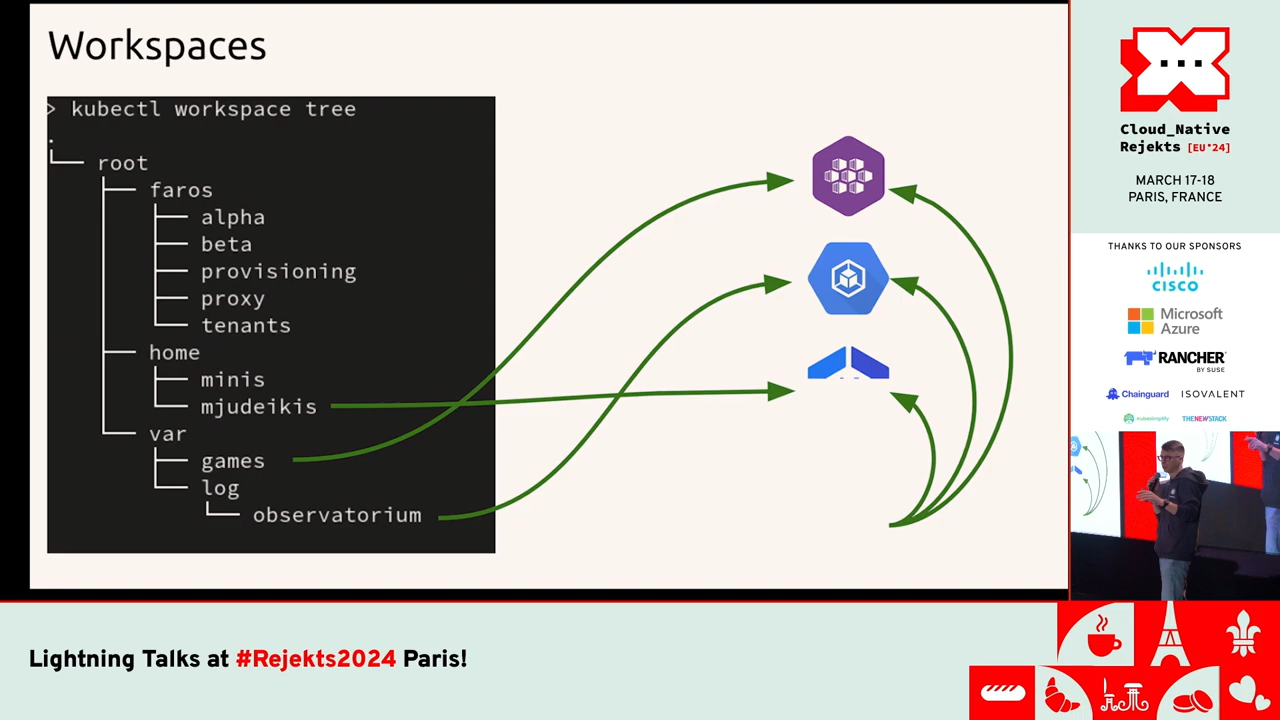 Workspaces
> kubectl workspace tree
.
root
faros
alpha
beta
provisioning
proxy
tenants
home
minis
mjudeikis
var
games
log
observatorium
Cloud_Native
Rejekts [EU'24]
MARCH 17-18
PARIS, FRANCE
THANKS TO OUR SPONSORS
CISCO
Microsoft
Azure
RANCHER
BY SUSE
Chainguard ISOVALENT
kubesimplify THENEWSTACK
Lightning Talks at #Rejekts2024 Paris!